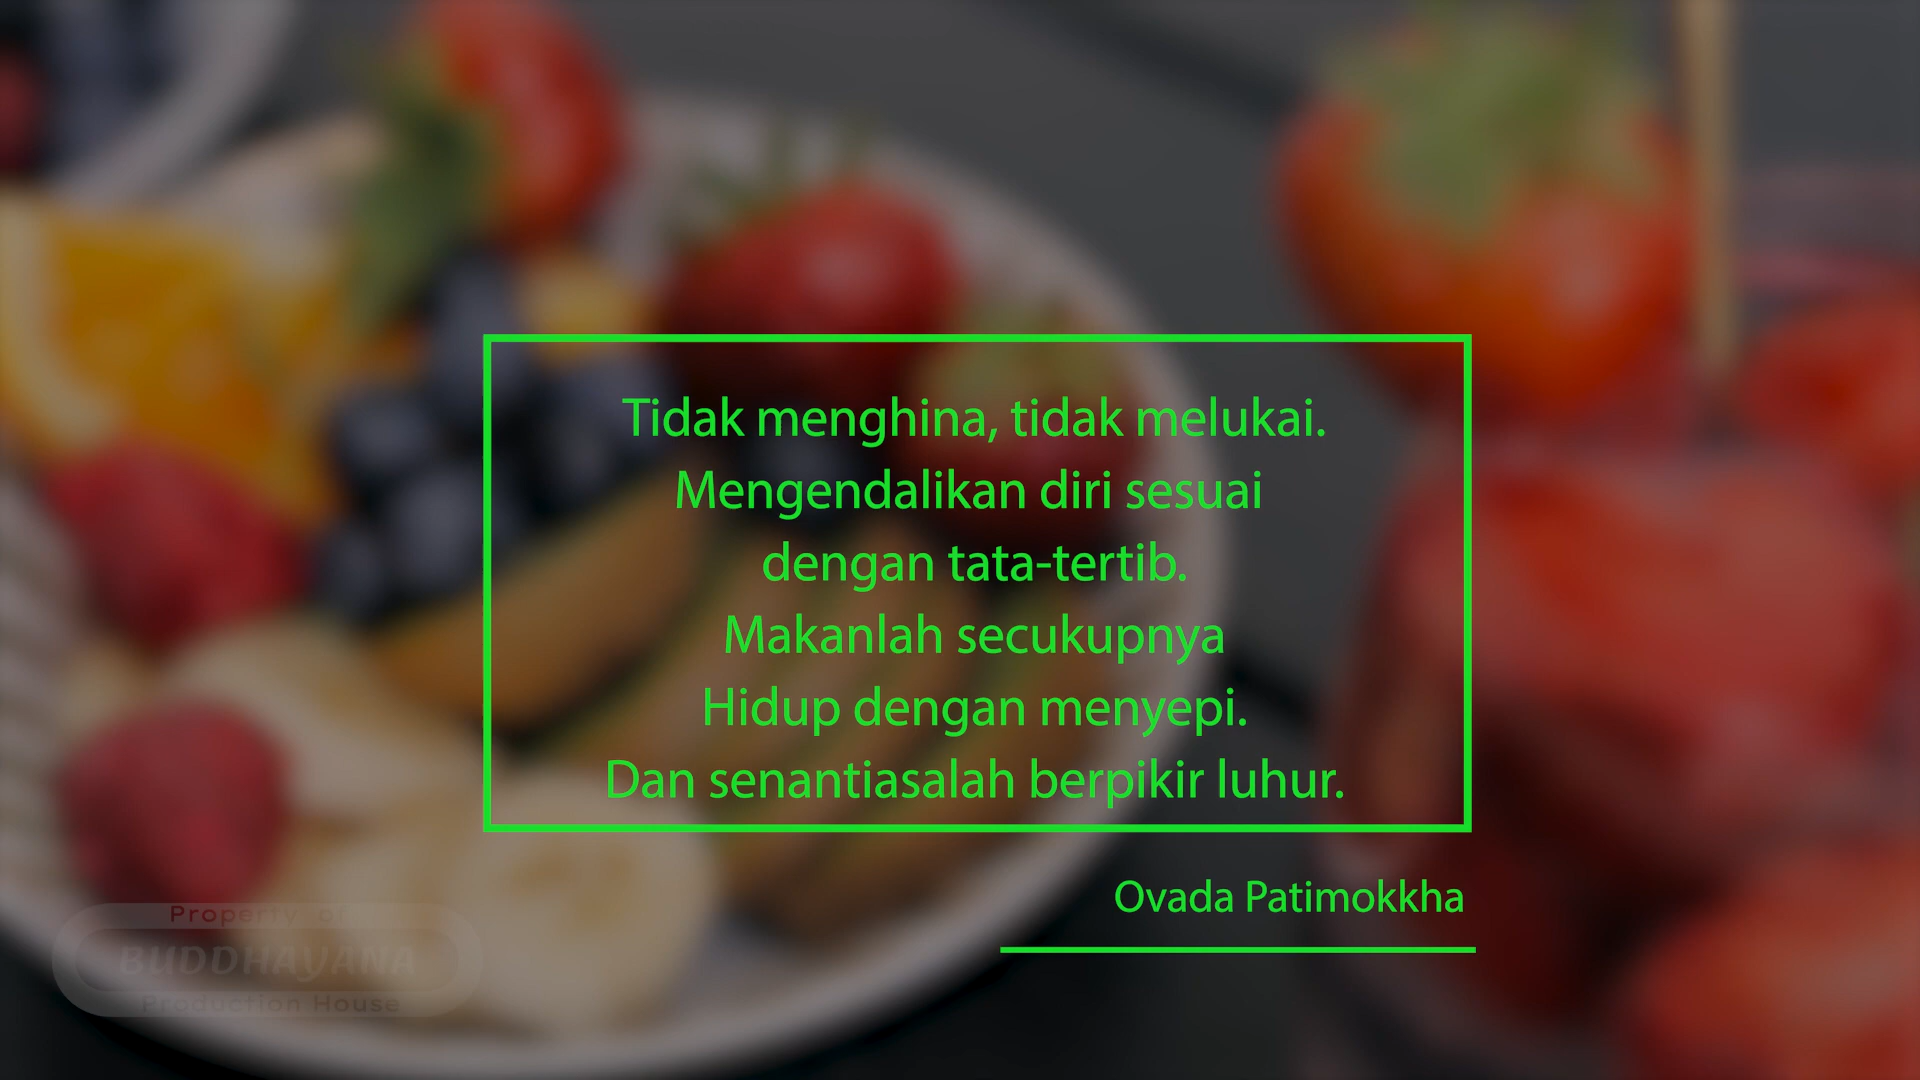 Tidak menghina, tidak melukai.
Mengendalikan diri sesuai
dengan tata-tertib.
Makanlah secukupnya
Hidup dengan menyepi.
Dan senantiasalah berpikir luhur.
Ovada Patimokkha
Property of
BUDDHAYANA
Production House